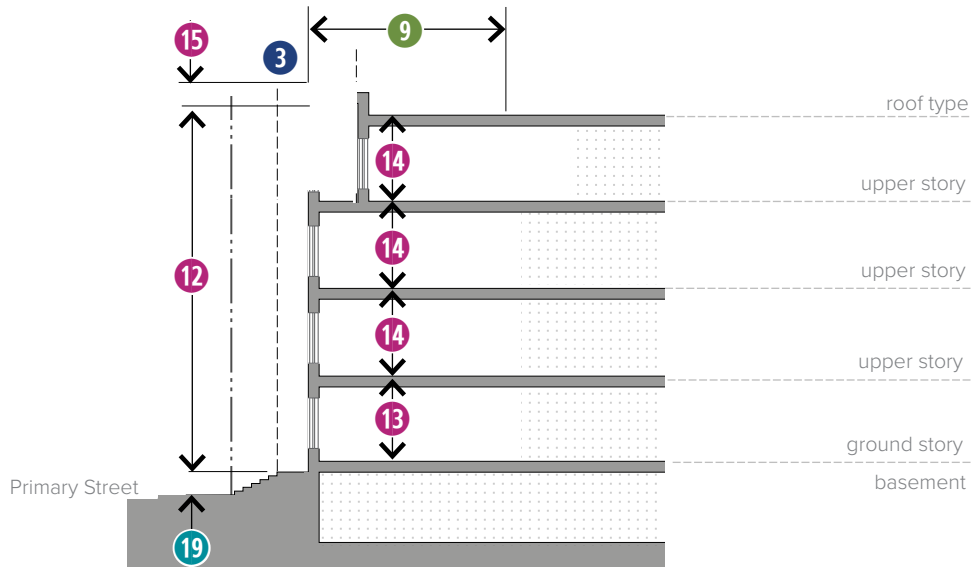 15
3
9
roof type
14
upper story
14
12
upper story
14
upper story
13
ground story
Primary Street
basement
19